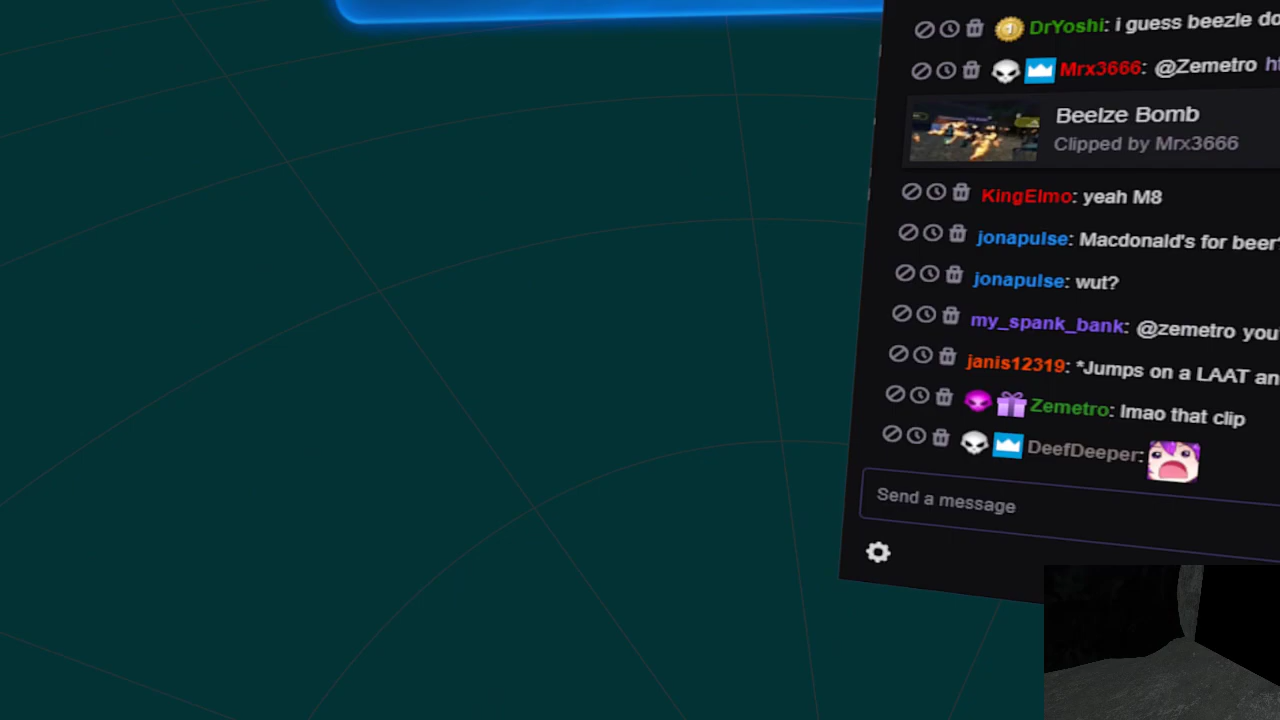 DrYoshi: i guess beezle do
Mrx3666: @Zemetro
Beelze Bomb
Clipped by Mrx3666
KingElmo: yeah M8
jonapulse: Macdonald's for beer
jonapulse: wut?
my_spank_bank: @zemetro you
janis12319: *Jumps on a LAAT an
Zemetro: lmao that clip
DeefDeeper:
Send a message